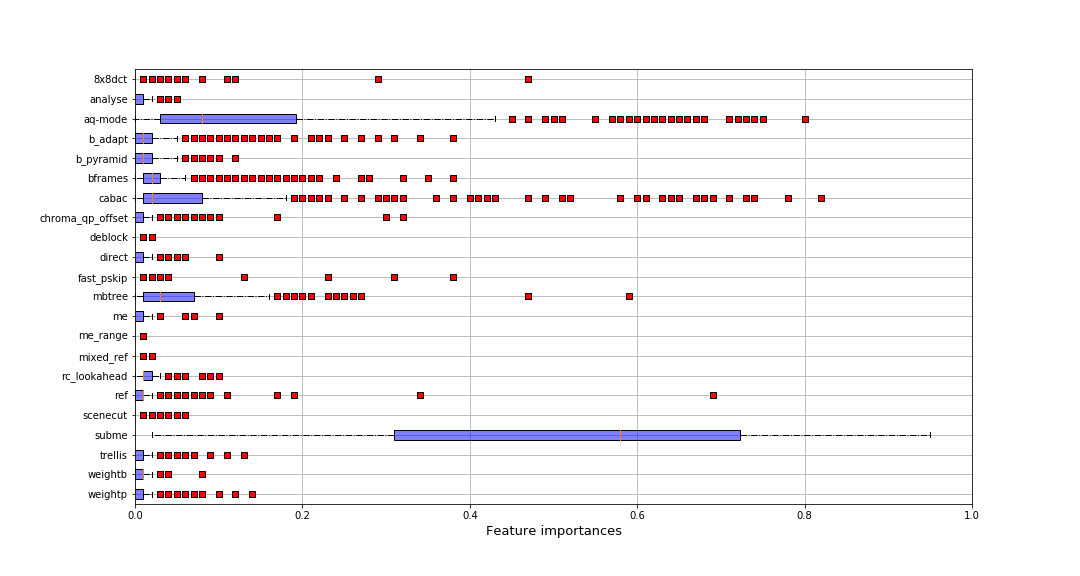 8x8dct
analyse
aq-mode
b_adapt
b_pyramid
bframes
cabac
chroma_qp_offset
deblock
direct
fast_pskip
mbtree
me
me_range
mixed_ref
rc_lookahead
ref
scenecut
subme
trellis
weightb
weightp
0.0 0.2 0.4 0.6 0.8 1.0
Feature importances